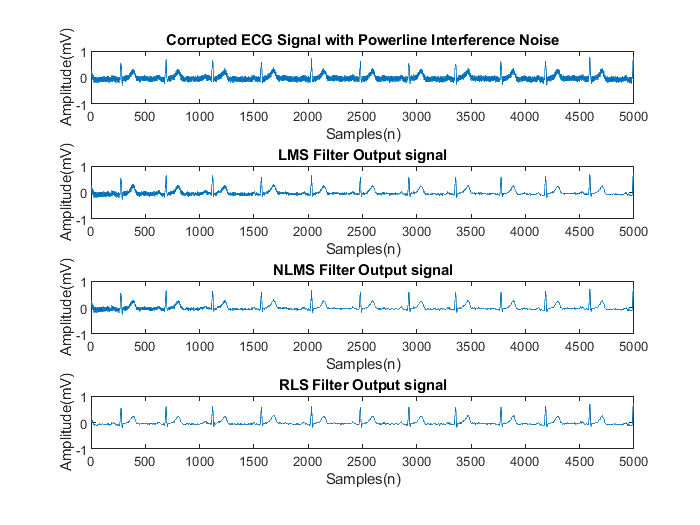 Corrupted ECG Signal with Powerline Interference Noise
Amplitude(mV)
1
0
-1
0 500 1000 1500 2000 2500 3000 3500 4000 4500 5000
Samples(n)
LMS Filter Output signal
Amplitude(mV)
1
0
-1
0 500 1000 1500 2000 2500 3000 3500 4000 4500 5000
Samples(n)
NLMS Filter Output signal
Amplitude(mV)
1
0
-1
0 500 1000 1500 2000 2500 3000 3500 4000 4500 5000
Samples(n)
RLS Filter Output signal
Amplitude(mV)
1
0
-1
0 500 1000 1500 2000 2500 3000 3500 4000 4500 5000
Samples(n)